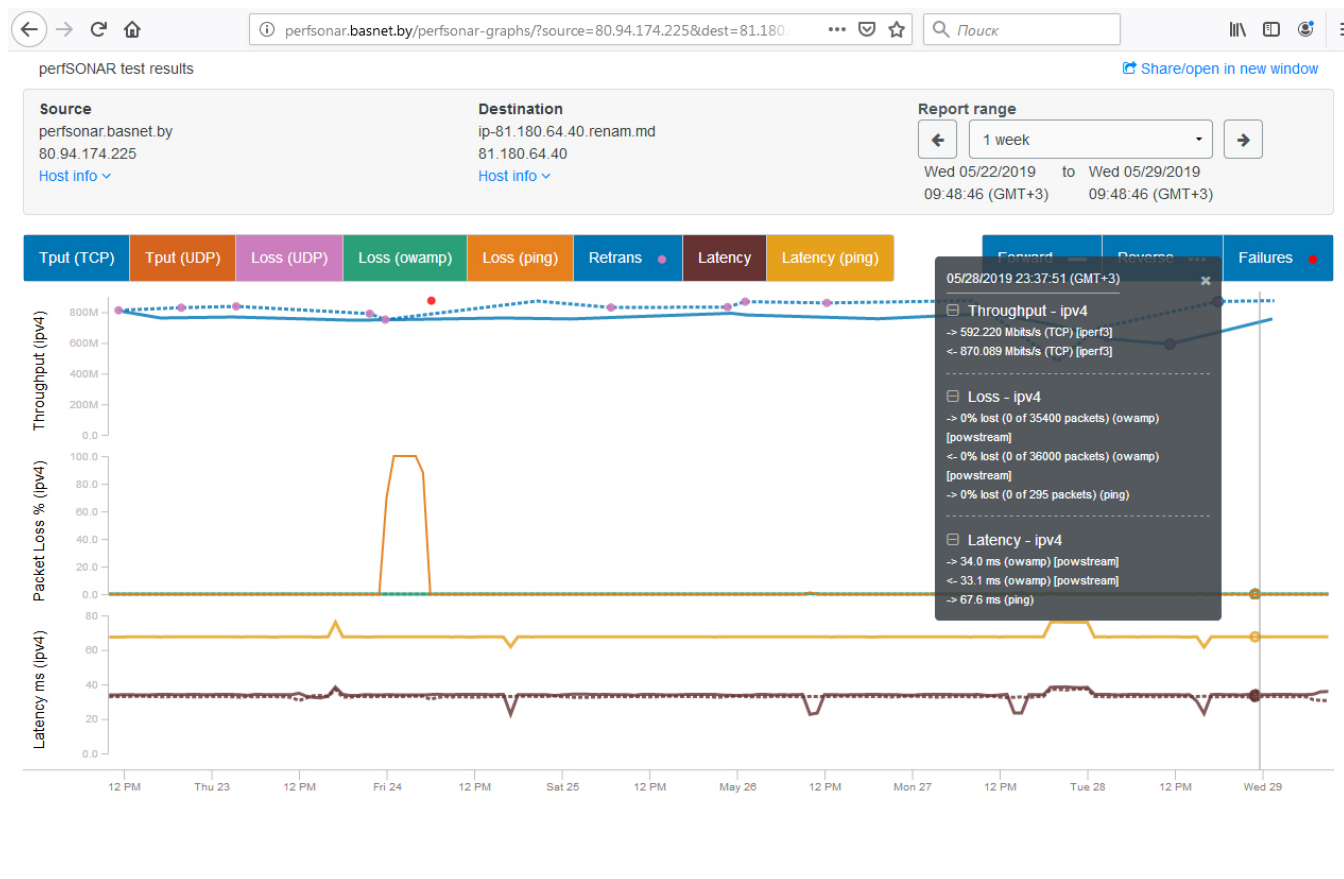 perfsonar.basnet.by/perfsonar-graphs/?source=80.94.174.225&dest=81.180.
Поиск
perfSONAR test results
Share/open in new window
Source
perfsonar.basnet.by
80.94.174.225
Host info
Destination
ip-81.180.64.40.renam.md
81.180.64.40
Host info
Report range
1 week
Wed 05/22/2019 to Wed 05/29/2019
09:48:46 (GMT+3) 09:48:46 (GMT+3)
Tput (TCP) Tput (UDP) Loss (UDP) Loss (owamp) Loss (ping) Retrans Latency Latency (ping) Forward Reverse Failures
05/28/2019 23:37:51 (GMT+3)
Throughput - ipv4
-> 592.220 Mbits/s (TCP) [iperf3]
<- 870.089 Mbits/s (TCP) [iperf3]
Loss - ipv4
-> 0% lost (0 of 35400 packets) (owamp)
[powstream]
<- 0% lost (0 of 36000 packets) (owamp)
[powstream]
-> 0% lost (0 of 295 packets) (ping)
Latency - ipv4
-> 34.0 ms (owamp) [powstream]
<- 33.1 ms (owamp) [powstream]
-> 67.6 ms (ping)
Throughput (ipv4)
800M
600M
400M
200M
0.0
Packet Loss % (ipv4)
100.0
80.0
60.0
40.0
20.0
0.0
Latency ms (ipv4)
80
60
40
20
0.0
12 PM Thu 23 12 PM Fri 24 12 PM Sat 25 12 PM May 26 12 PM Mon 27 12 PM Tue 28 12 PM Wed 29